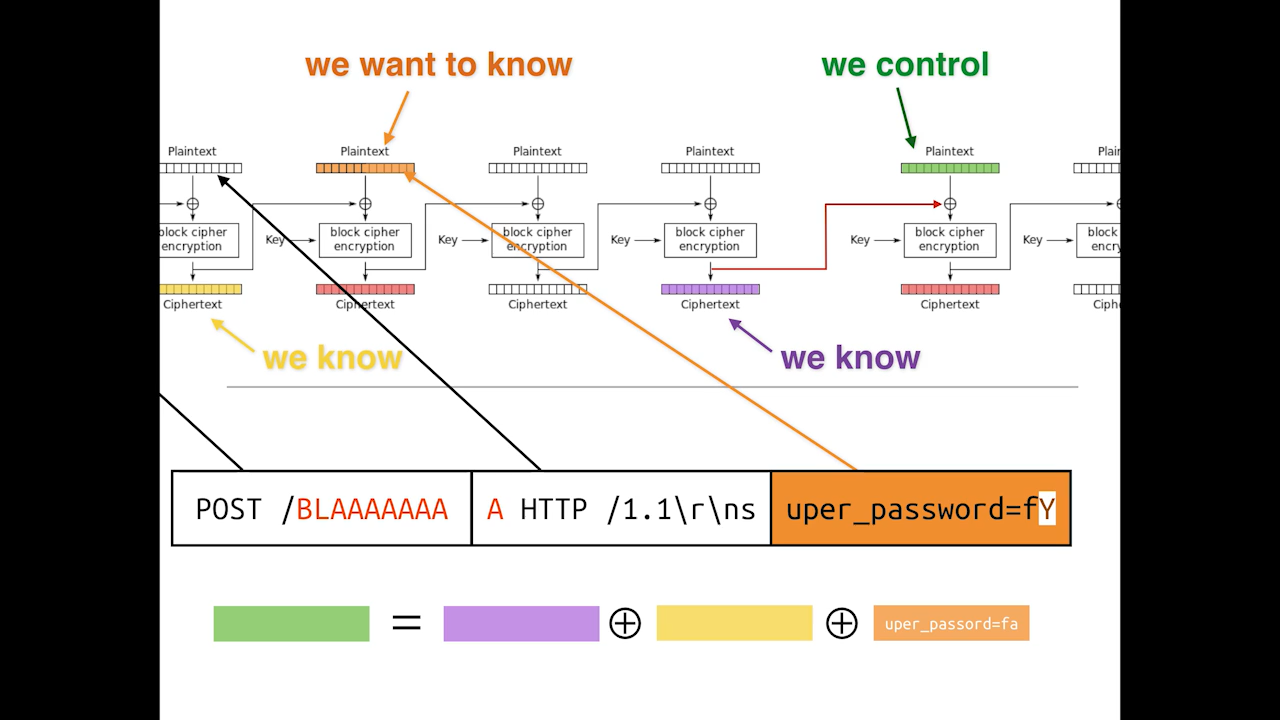 we want to know
we control
Plaintext
Plaintext
Plaintext
Plaintext
Plaintext
Plain
block cipher
encryption
Key
block cipher
encryption
Key
block cipher
encryption
Key
block cipher
encryption
Key
block cipher
encryption
Key
Ciphertext
Ciphertext
Ciphertext
Ciphertext
Ciphertext
Ciph
we know
we know
POST /BLAAAAAAA
A HTTP /1.1\r\ns
uper_password=fY
= ⊕ ⊕ uper_passord=fa